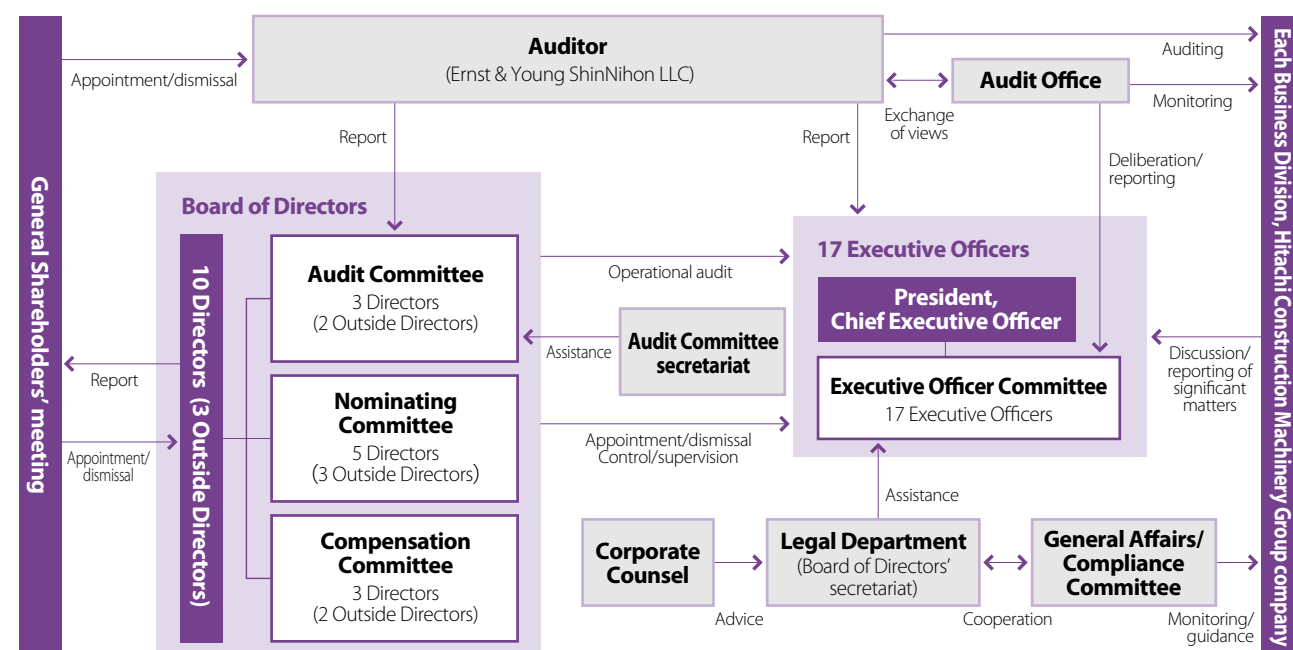 General Shareholders’ meeting
Appointment/dismissal
Auditor
(Ernst & Young ShinNihon LLC)
Auditing
Audit Office
Monitoring
Exchange
of views
Report
Report
Deliberation/
reporting
Board of Directors
10 Directors (3 Outside Directors)
Audit Committee
3 Directors
(2 Outside Directors)
Nominating
Committee
5 Directors
(3 Outside Directors)
Compensation
Committee
3 Directors
(2 Outside Directors)
Report
Appointment/
dismissal
Operational audit
Assistance
Audit Committee
secretariat
Appointment/dismissal
Control/supervision
17 Executive Officers
President,
Chief Executive Officer
Executive Officer Committee
17 Executive Officers
Discussion/
reporting of
significant
matters
Assistance
Corporate
Counsel
Advice
Legal Department
(Board of Directors’
secretariat)
Cooperation
General Affairs/
Compliance
Committee
Monitoring/
guidance
Each Business Division, Hitachi Construction Machinery Group company